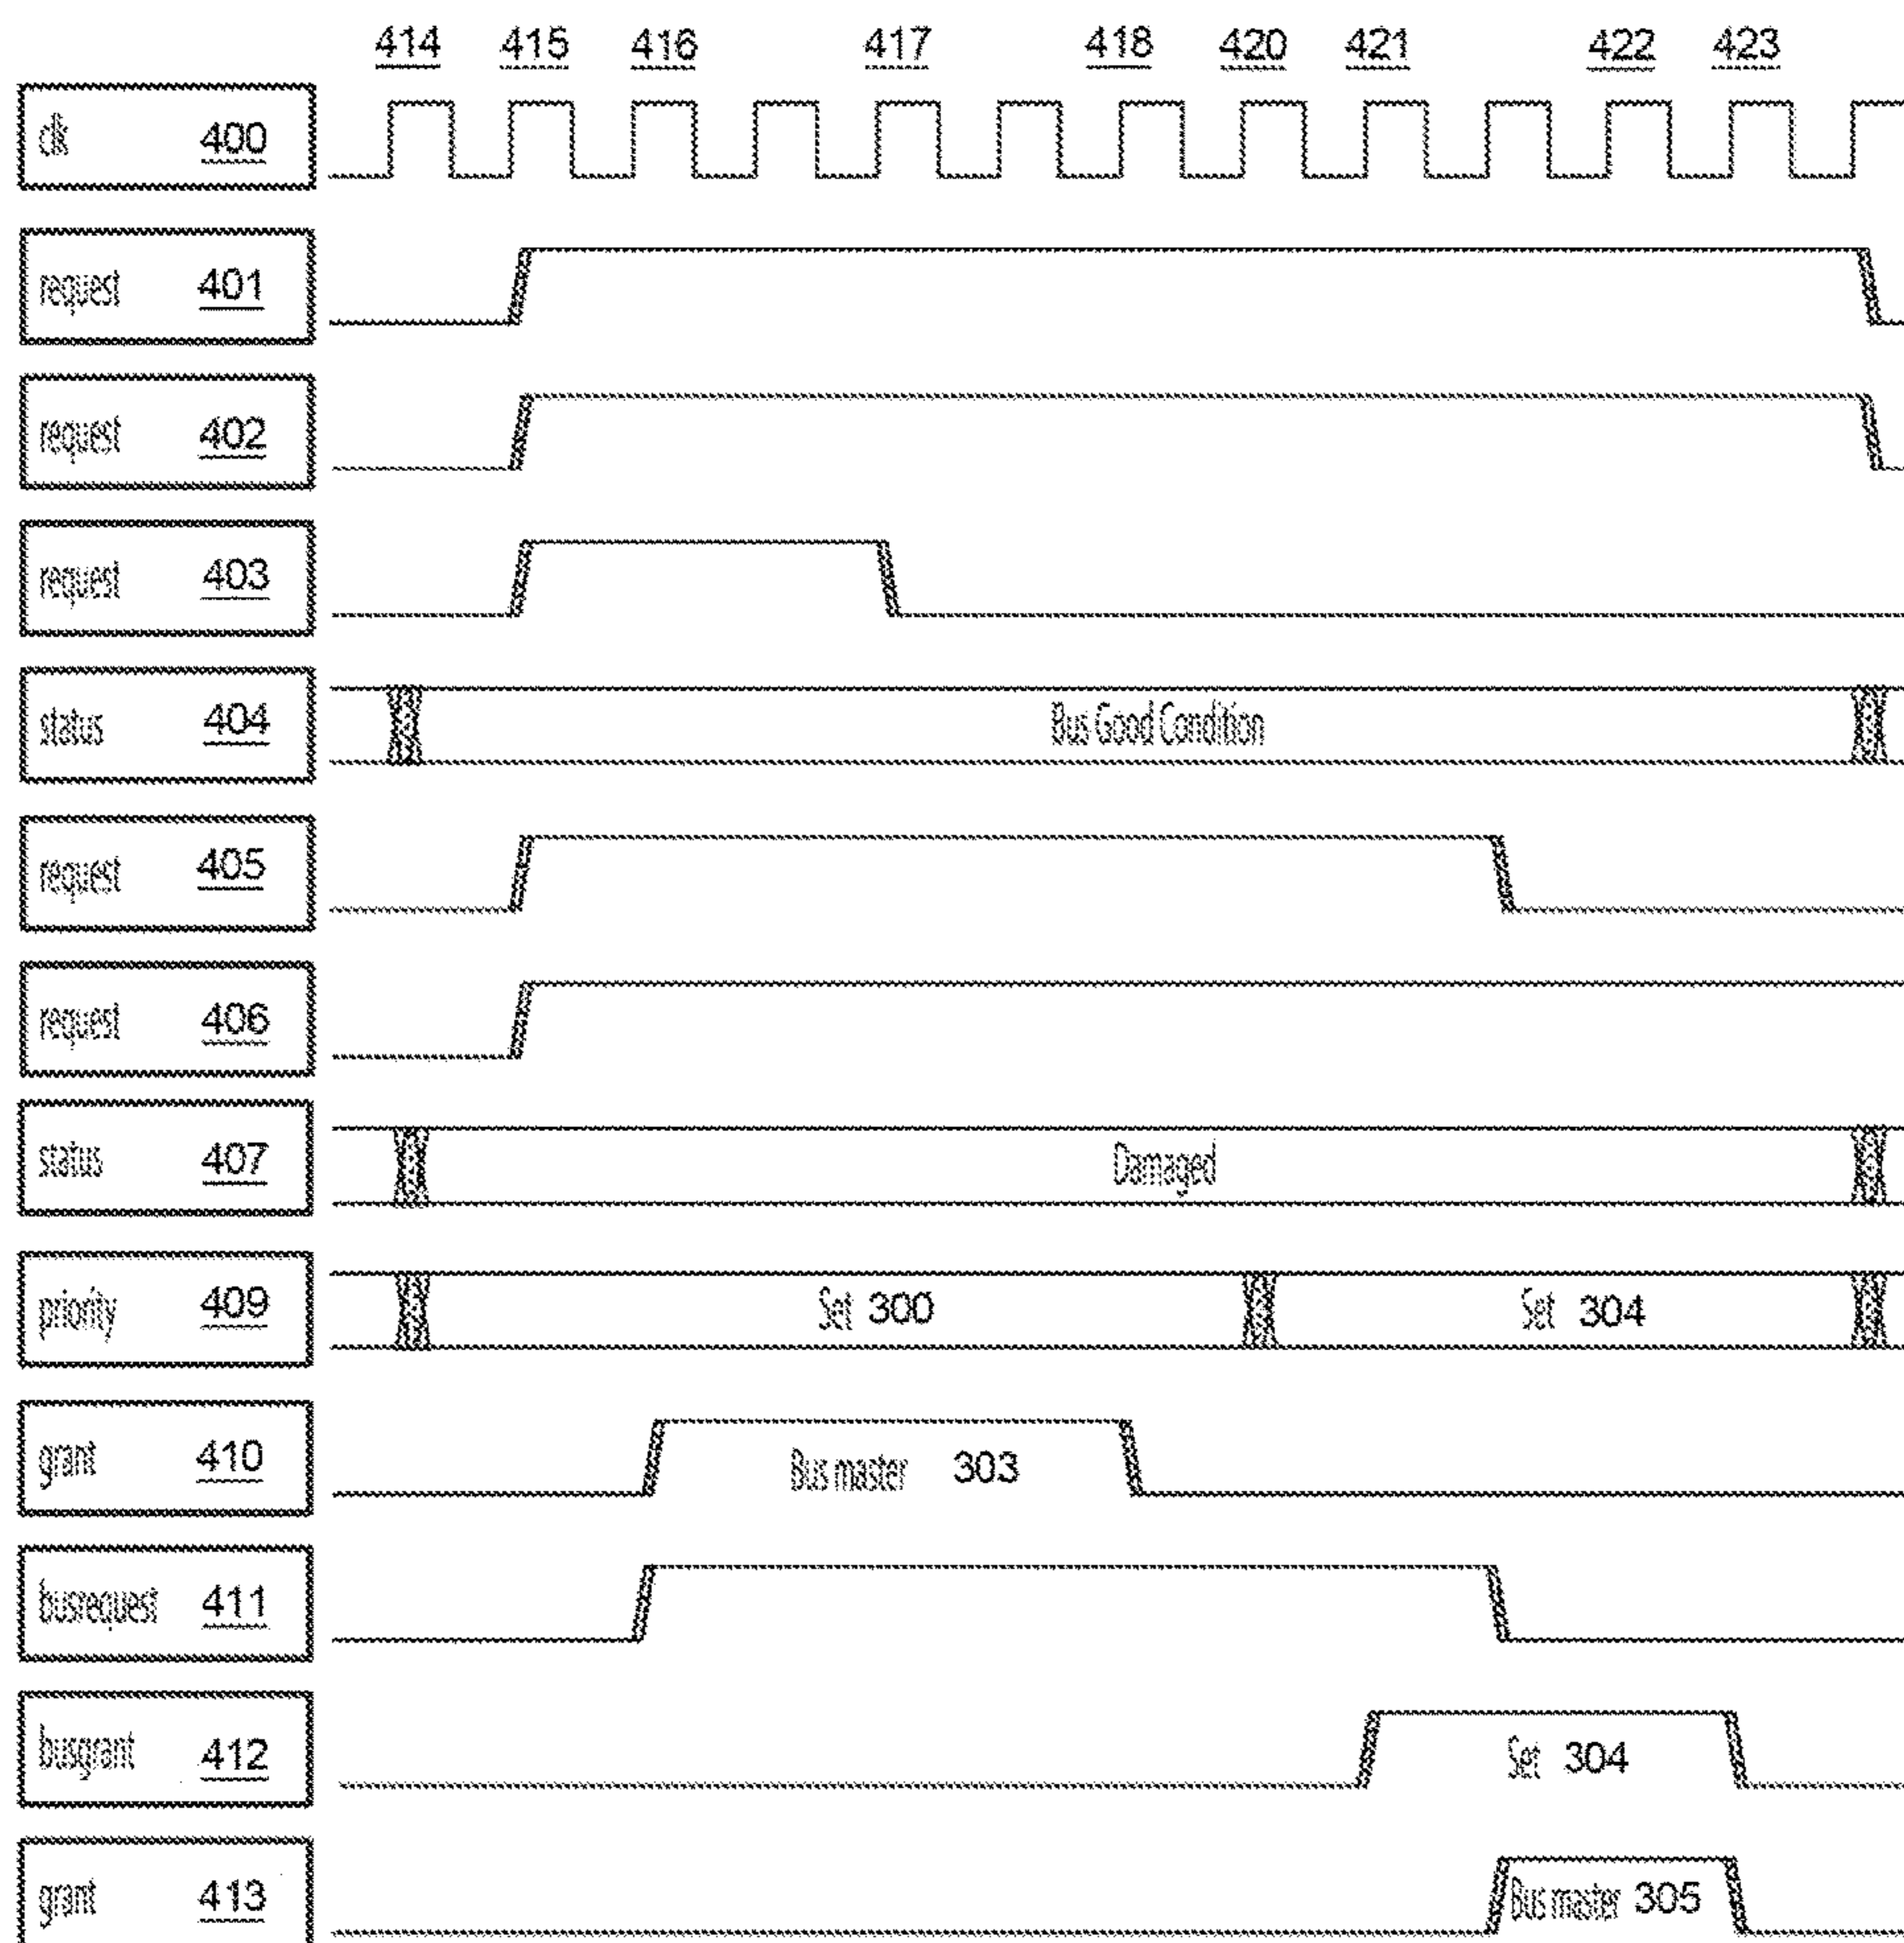 414 415 416 417 418 420 421 422 423
clk 400
request 401
request 402
request 403
status 404 Bus Good Condition
request 405
request 406
status 407 Damaged
priority 409 Set 300 Set 304
grant 410 Bus master 303
busrequest 411
busgrant 412 Set 304
grant 413 Bus master 305